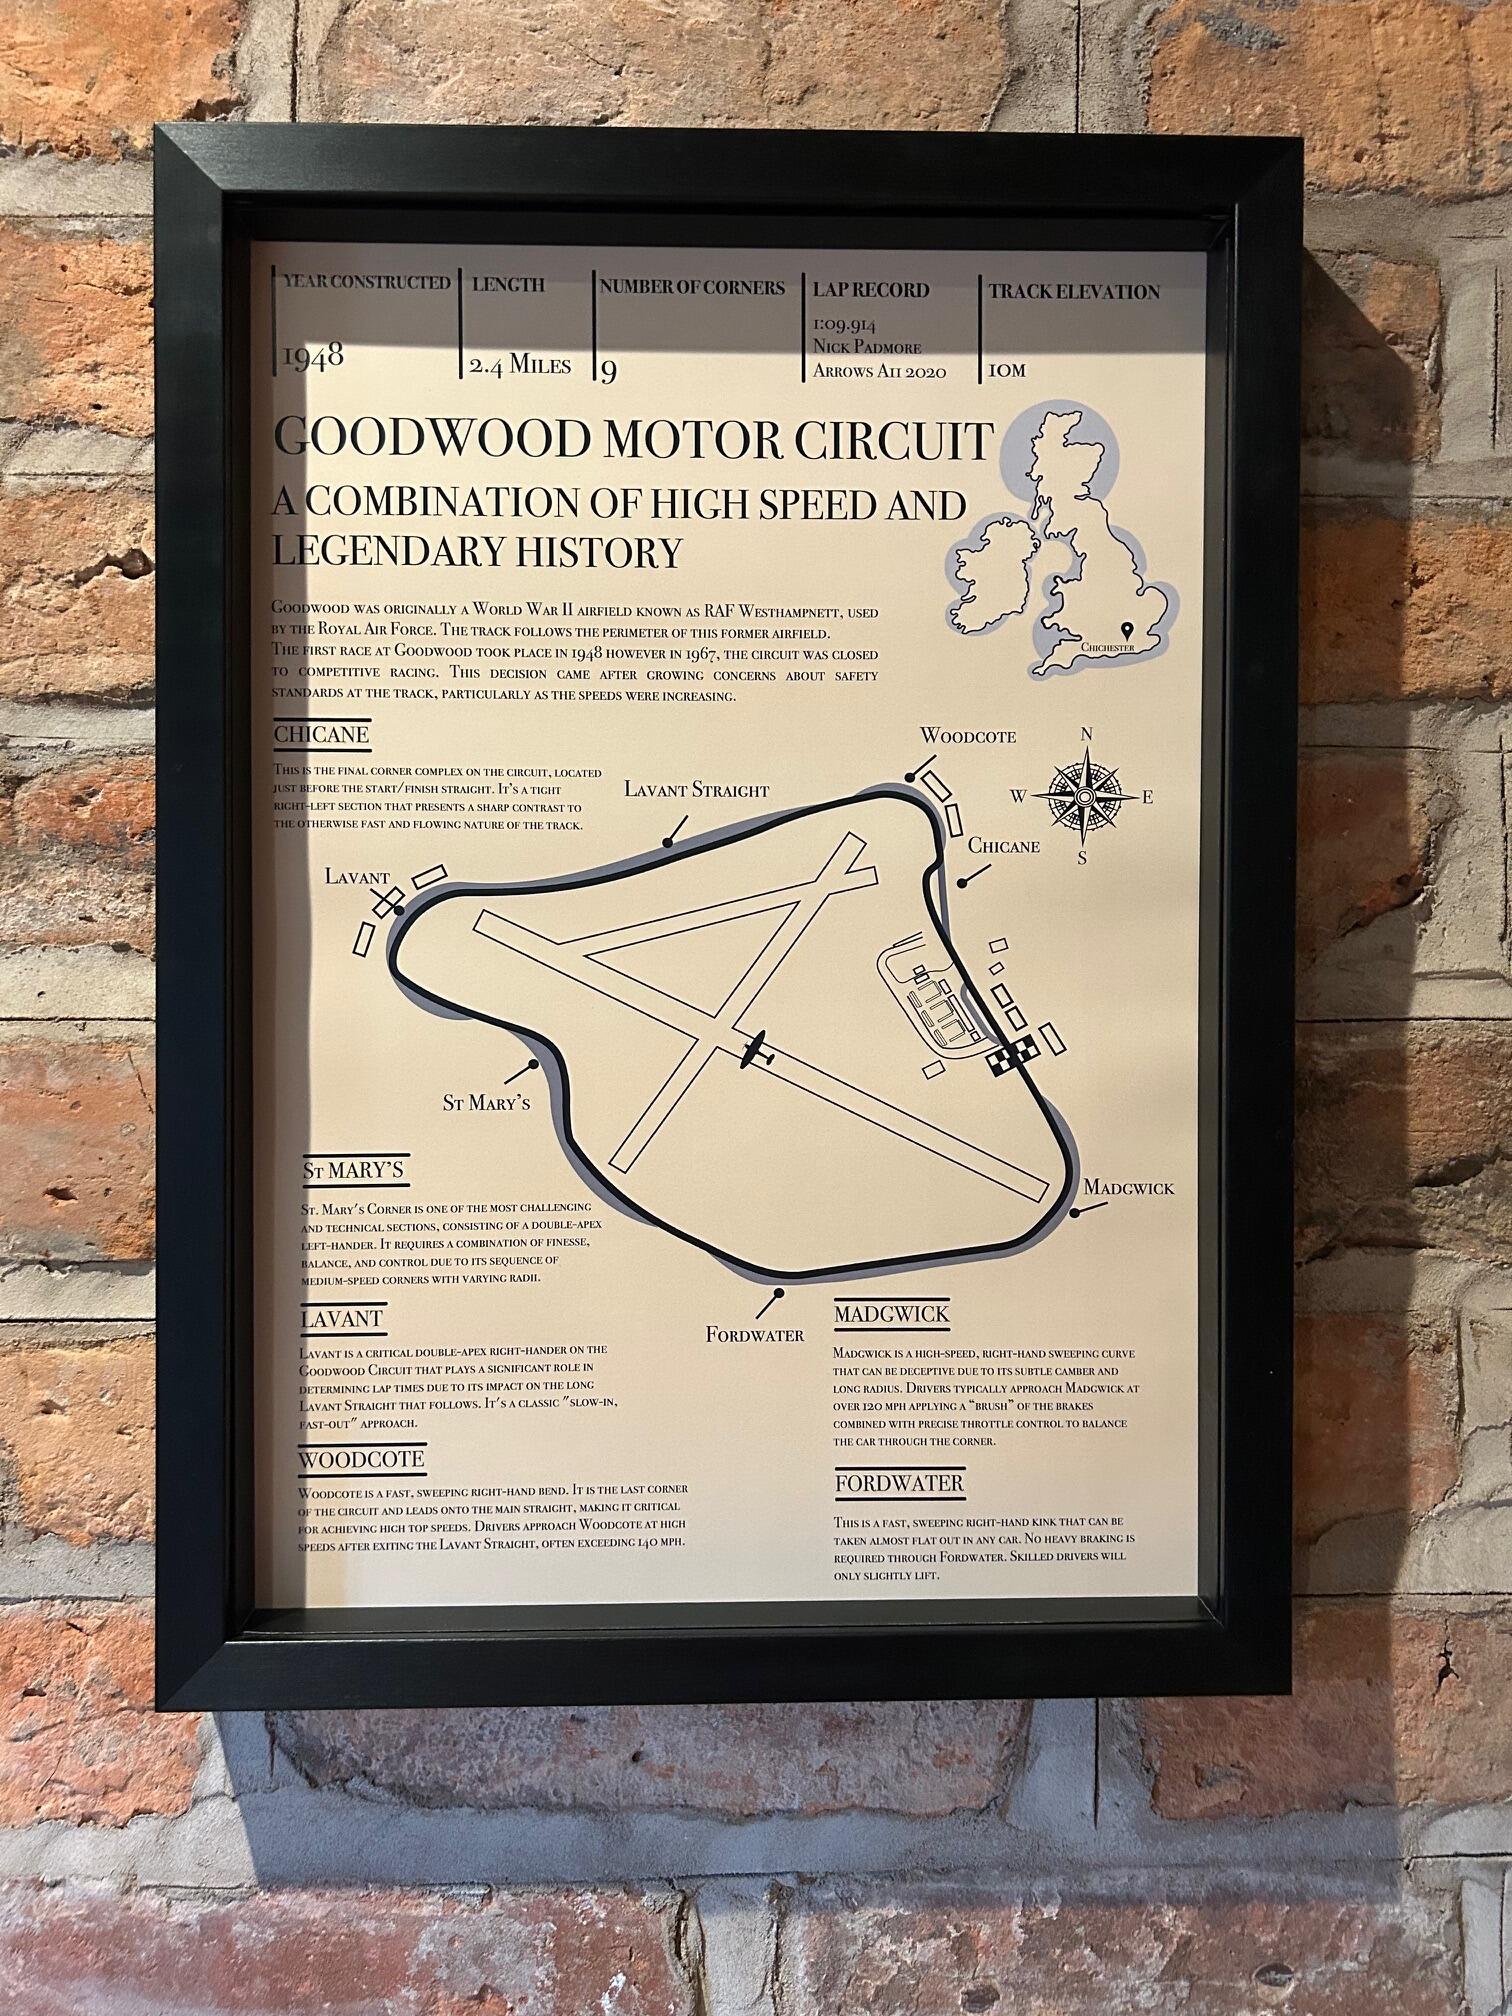 YEAR CONSTRUCTED
1948
LENGTH
2.4 MILES
NUMBER OF CORNERS
9
LAP RECORD
1:09.914
NICK PADMORE
ARROWS A11 2020
TRACK ELEVATION
10M
GOODWOOD MOTOR CIRCUIT
A COMBINATION OF HIGH SPEED AND
LEGENDARY HISTORY
GOODWOOD WAS ORIGINALLY A WORLD WAR II AIRFIELD KNOWN AS RAF WESTHAMPNETT, USED
BY THE ROYAL AIR FORCE. THE TRACK FOLLOWS THE PERIMETER OF THIS FORMER AIRFIELD.
THE FIRST RACE AT GOODWOOD TOOK PLACE IN 1948 HOWEVER IN 1967, THE CIRCUIT WAS CLOSED
TO COMPETITIVE RACING. THIS DECISION CAME AFTER GROWING CONCERNS ABOUT SAFETY
STANDARDS AT THE TRACK, PARTICULARLY AS THE SPEEDS WERE INCREASING.
CHICHESTER
CHICANE
THIS IS THE FINAL CORNER COMPLEX ON THE CIRCUIT, LOCATED
JUST BEFORE THE START/FINISH STRAIGHT. IT'S A TIGHT
RIGHT-LEFT SECTION THAT PRESENTS A SHARP CONTRAST TO
THE OTHERWISE FAST AND FLOWING NATURE OF THE TRACK.
WOODCOTE
LAVANT STRAIGHT
N
W
E
S
CHICANE
LAVANT
ST MARY'S
MADGWICK
FORDWATER
ST MARY'S
ST. MARY'S CORNER IS ONE OF THE MOST CHALLENGING
AND TECHNICAL SECTIONS, CONSISTING OF A DOUBLE-APEX
LEFT-HANDER. IT REQUIRES A COMBINATION OF FINESSE,
BALANCE, AND CONTROL DUE TO ITS SEQUENCE OF
MEDIUM-SPEED CORNERS WITH VARYING RADII.
LAVANT
LAVANT IS A CRITICAL DOUBLE-APEX RIGHT-HANDER ON THE
GOODWOOD CIRCUIT THAT PLAYS A SIGNIFICANT ROLE IN
DETERMINING LAP TIMES DUE TO ITS IMPACT ON THE LONG
LAVANT STRAIGHT THAT FOLLOWS. IT'S A CLASSIC "SLOW-IN,
FAST-OUT" APPROACH.
WOODCOTE
WOODCOTE IS A FAST, SWEEPING RIGHT-HAND BEND. IT IS THE LAST CORNER
OF THE CIRCUIT AND LEADS ONTO THE MAIN STRAIGHT, MAKING IT CRITICAL
FOR ACHIEVING HIGH TOP SPEEDS. DRIVERS APPROACH WOODCOTE AT HIGH
SPEEDS AFTER EXITING THE LAVANT STRAIGHT, OFTEN EXCEEDING 140 MPH.
MADGWICK
MADGWICK IS A HIGH-SPEED, RIGHT-HAND SWEEPING CURVE
THAT CAN BE DECEPTIVE DUE TO ITS SUBTLE CAMBER AND
LONG RADIUS. DRIVERS TYPICALLY APPROACH MADGWICK AT
OVER 120 MPH APPLYING A “BRUSH” OF THE BRAKES
COMBINED WITH PRECISE THROTTLE CONTROL TO BALANCE
THE CAR THROUGH THE CORNER.
FORDWATER
THIS IS A FAST, SWEEPING RIGHT-HAND KINK THAT CAN BE
TAKEN ALMOST FLAT OUT IN ANY CAR. NO HEAVY BRAKING IS
REQUIRED THROUGH FORDWATER. SKILLED DRIVERS WILL
ONLY SLIGHTLY LIFT.